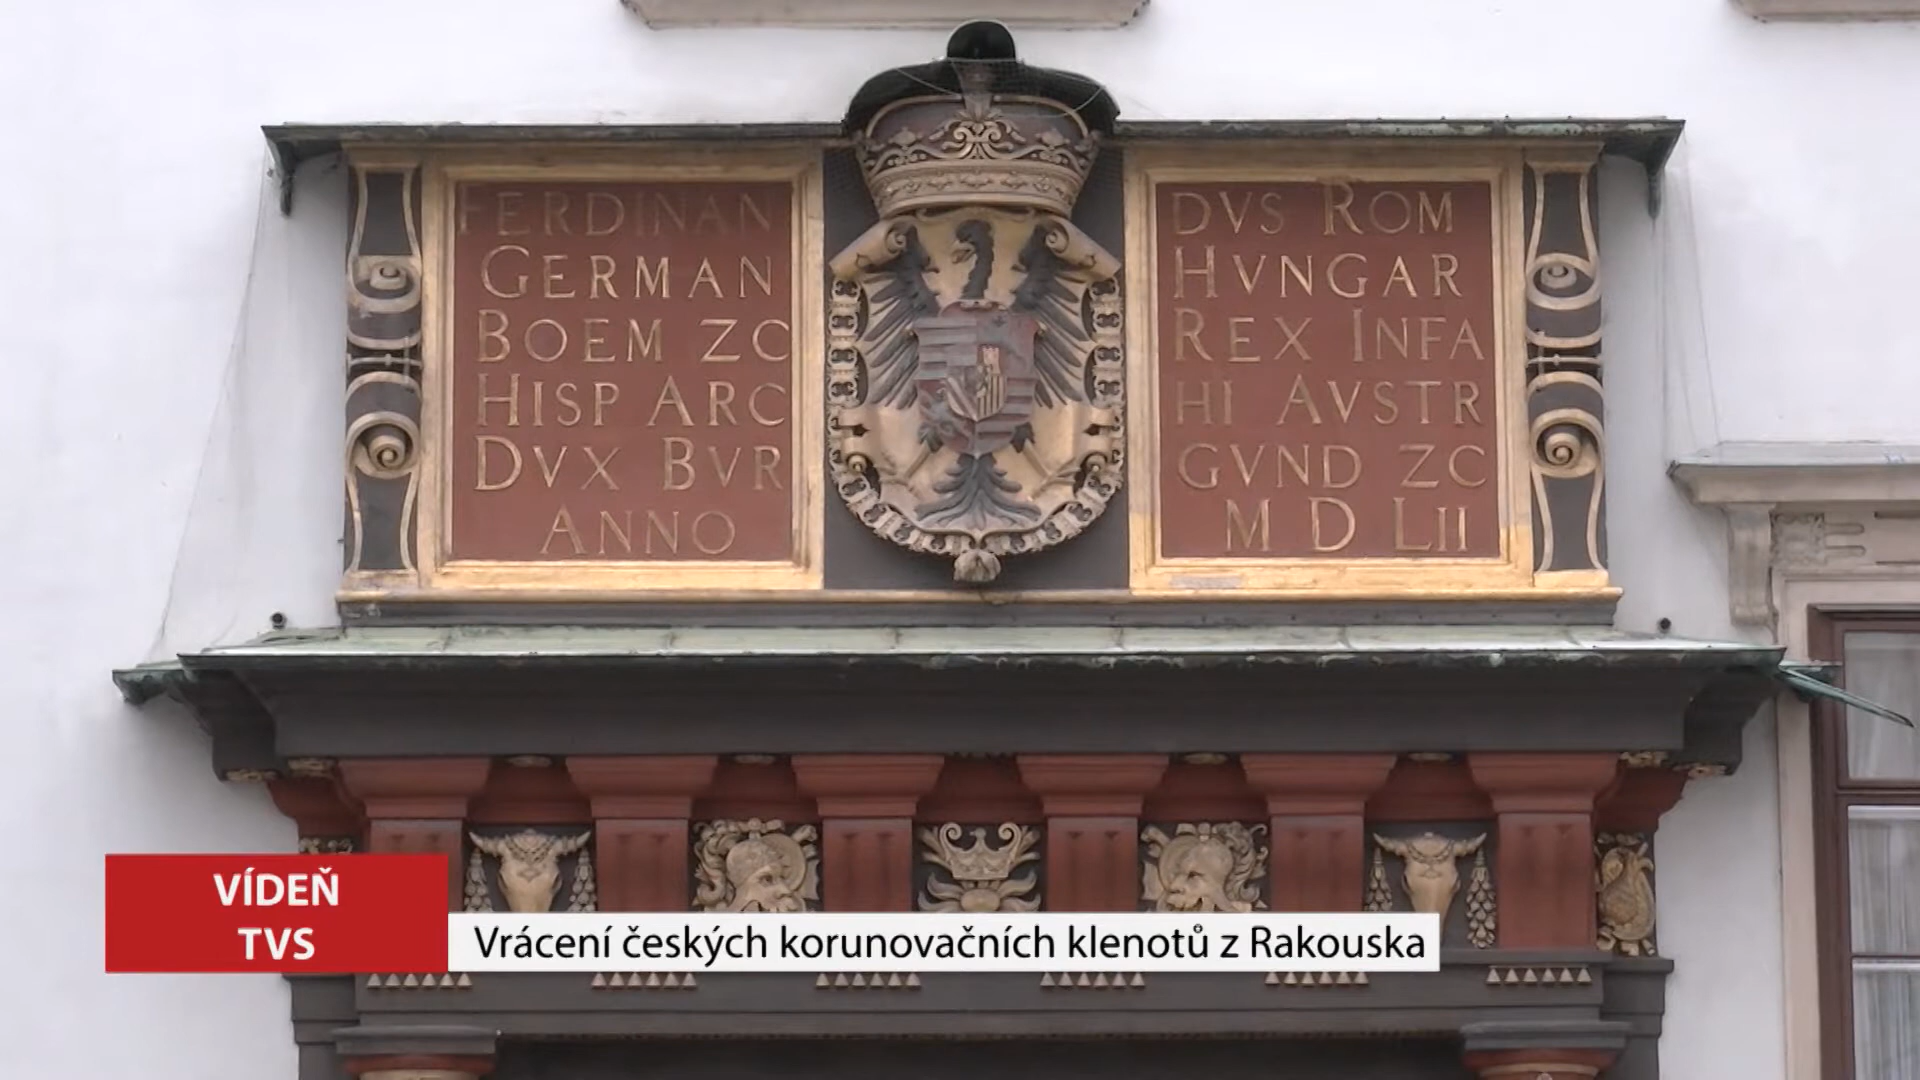 FERDINAN
GERMAN
BOEM ZC
HISP ARC
DVX BVR
ANNO
DVS ROM
HVNGAR
REX INFA
HI AVSTR
GVND ZC
M D LII
VÍDEŇ
TVS
Vrácení českých korunovačních klenotů z Rakouska